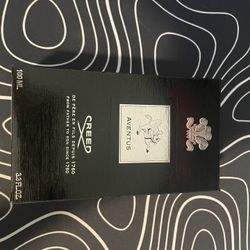 AVENTUS
CREED
DE PÈRE EN FILS DEPUIS 1760
FROM FATHER TO SON SINCE 1760
100 ML
3.3 FL.OZ.